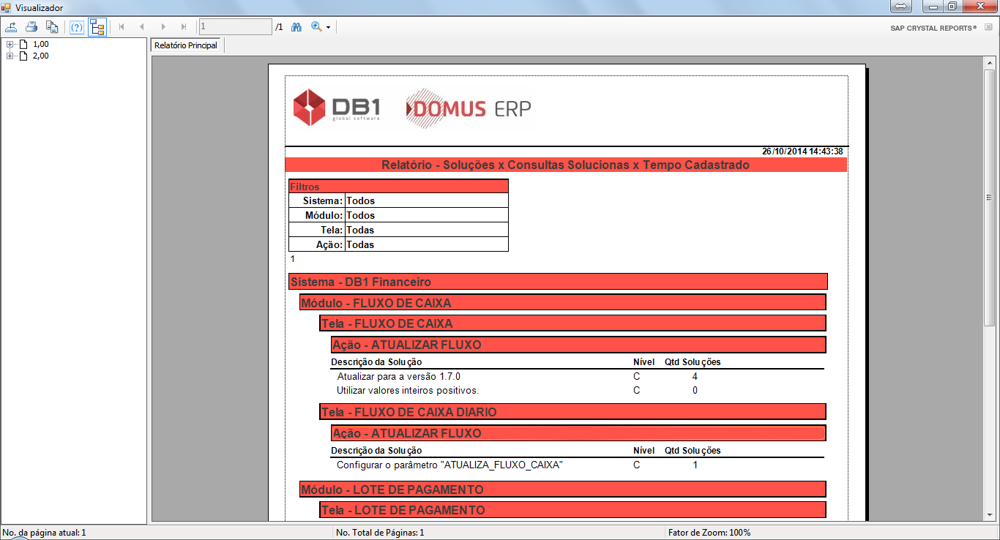 Visualizador
1 /1
SAP CRYSTAL REPORTS®
1,00
2,00
Relatório Principal
DB1
global software
DOMUS ERP
26/10/2014 14:43:38
Relatório - Soluções x Consultas Solucionas x Tempo Cadastrado
Filtros
Sistema: Todos
Módulo: Todos
Tela: Todas
Ação: Todas
1
Sistema - DB1 Financeiro
Módulo - FLUXO DE CAIXA
Tela - FLUXO DE CAIXA
Ação - ATUALIZAR FLUXO
Descrição da Solução Nível Qtd Soluções
Atualizar para a versão 1.7.0 C 4
Utilizar valores inteiros positivos. C 0
Tela - FLUXO DE CAIXA DIARIO
Ação - ATUALIZAR FLUXO
Descrição da Solução Nível Qtd Soluções
Configurar o parâmetro "ATUALIZA_FLUXO_CAIXA" C 1
Módulo - LOTE DE PAGAMENTO
Tela - LOTE DE PAGAMENTO
No. da página atual: 1 No. Total de Páginas: 1 Fator de Zoom: 100%